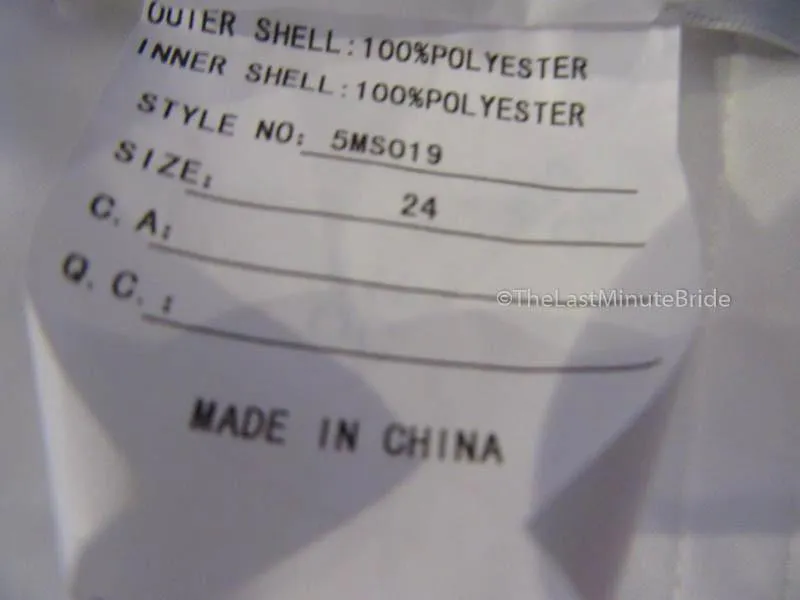 OUTER SHELL:100%POLYESTER
INNER SHELL:100%POLYESTER
STYLE NO: 5MS019
SIZE: 24
C. A:
Q. C. :
©TheLastMinuteBride
MADE IN CHINA